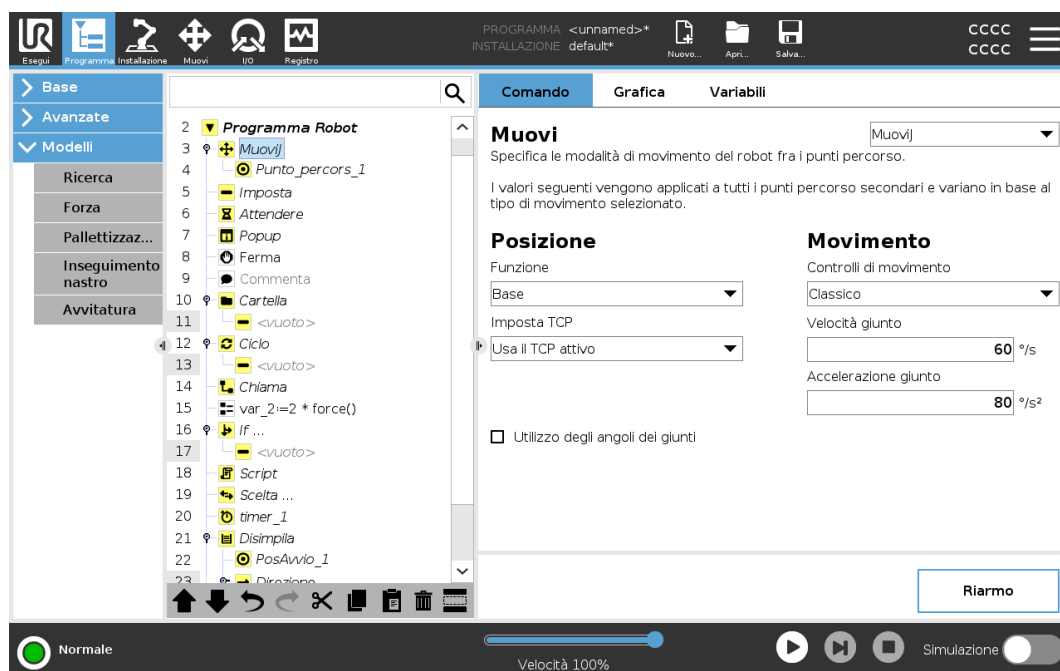 PROGRAMMA <unnamed>*
INSTALLAZIONE default*
Esegui
Programma
Installazione
Muovi
I/O
Registro
Nuovo...
Apri...
Salva...
CCCC
CCCC
Base
Avanzate
Modelli
Ricerca
Forza
Pallettizzaz...
Inseguimento
nastro
Avvitatura
2 Programma Robot
3 MuoviJ
4 Punto_percors_1
5 Imposta
6 Attendere
7 Popup
8 Ferma
9 Commenta
10 Cartella
11 <vuoto>
12 Ciclo
13 <vuoto>
14 Chiama
15 var_2:=2 * force()
16 If ...
17 <vuoto>
18 Script
19 Scelta ...
20 timer_1
21 Disimpila
22 PosAvvio_1
23 Direzione
Comando Grafica Variabili
Muovi
MuoviJ
Specifica le modalità di movimento del robot fra i punti percorso.
I valori seguenti vengono applicati a tutti i punti percorso secondari e variano in base al
tipo di movimento selezionato.
Posizione
Funzione
Base
Imposta TCP
Usa il TCP attivo
Utilizzo degli angoli dei giunti
Movimento
Controlli di movimento
Classico
Velocità giunto
60 °/s
Accelerazione giunto
80 °/s²
Riarmo
Normale
Velocità 100%
Simulazione